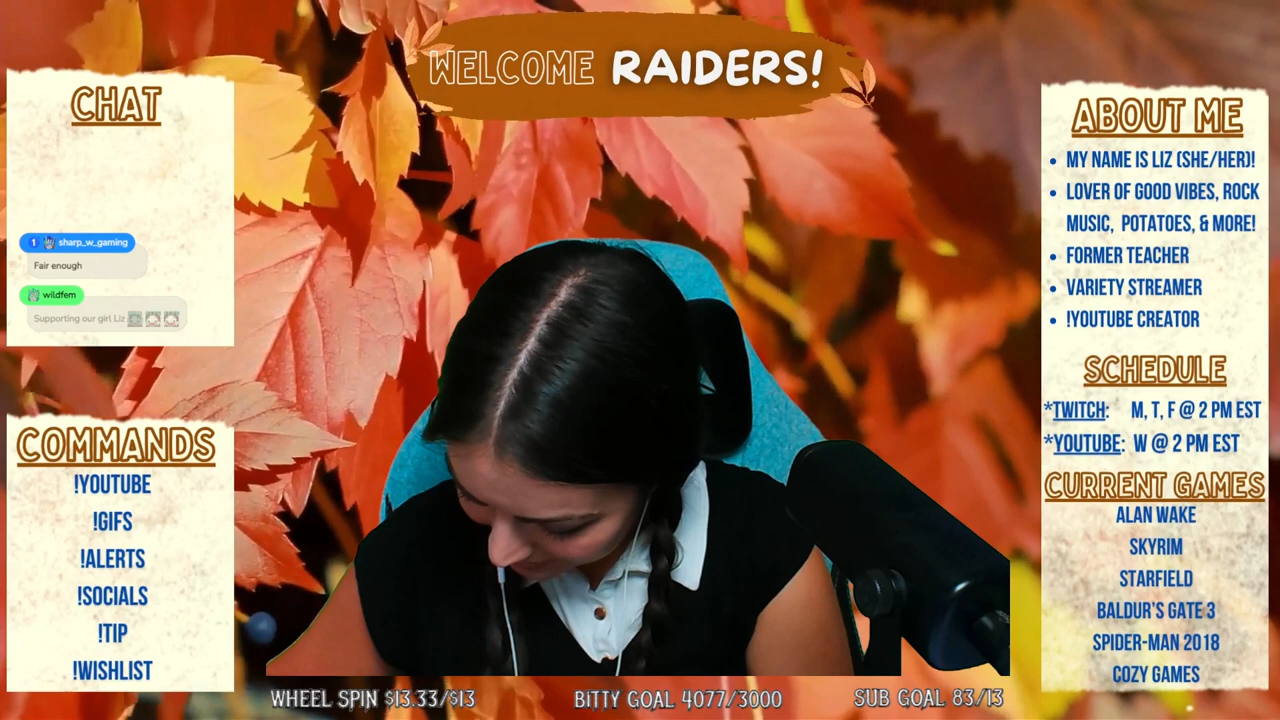 WELCOME RAIDERS!
CHAT
1 sharp_w_gaming
Fair enough
wildfem
Supporting our girl Liz
COMMANDS
!YOUTUBE
!GIFS
!ALERTS
!SOCIALS
!TIP
!WISHLIST
ABOUT ME
• MY NAME IS LIZ (SHE/HER)!
• LOVER OF GOOD VIBES, ROCK
MUSIC, POTATOES, & MORE!
• FORMER TEACHER
• VARIETY STREAMER
• !YOUTUBE CREATOR
SCHEDULE
*TWITCH: M, T, F @ 2 PM EST
*YOUTUBE: W @ 2 PM EST
CURRENT GAMES
ALAN WAKE
SKYRIM
STARFIELD
BALDUR'S GATE 3
SPIDER-MAN 2018
COZY GAMES
WHEEL SPIN $13.33/$13 BITTY GOAL 4077/3000 SUB GOAL 83/13